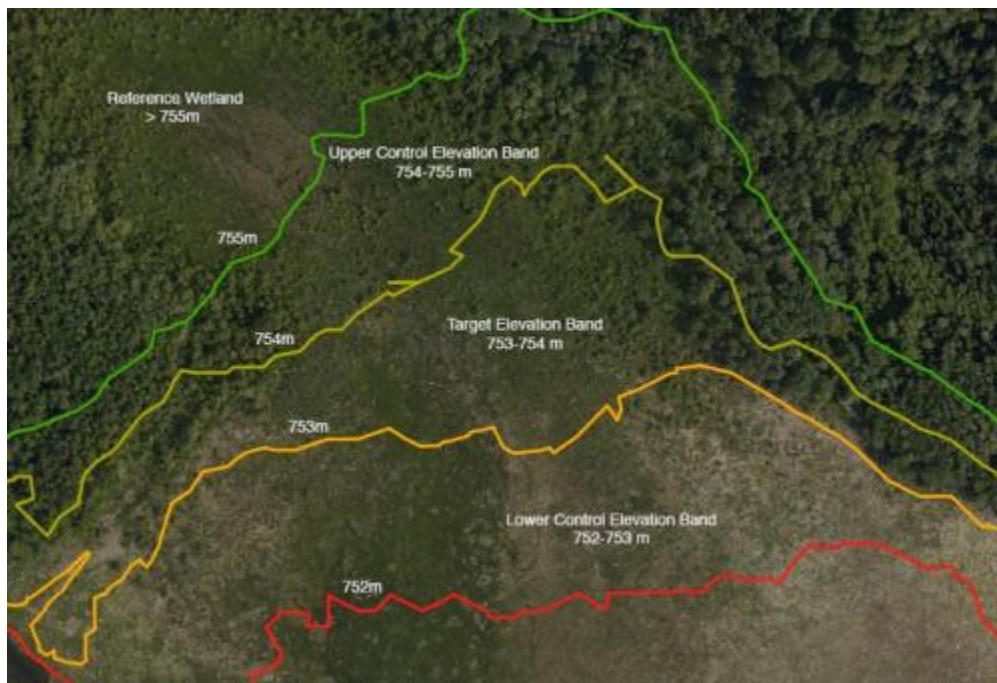 Reference Wetland
> 755m
Upper Control Elevation Band
754-755 m
755m
Target Elevation Band
753-754 m
754m
753m
Lower Control Elevation Band
752-753 m
752m